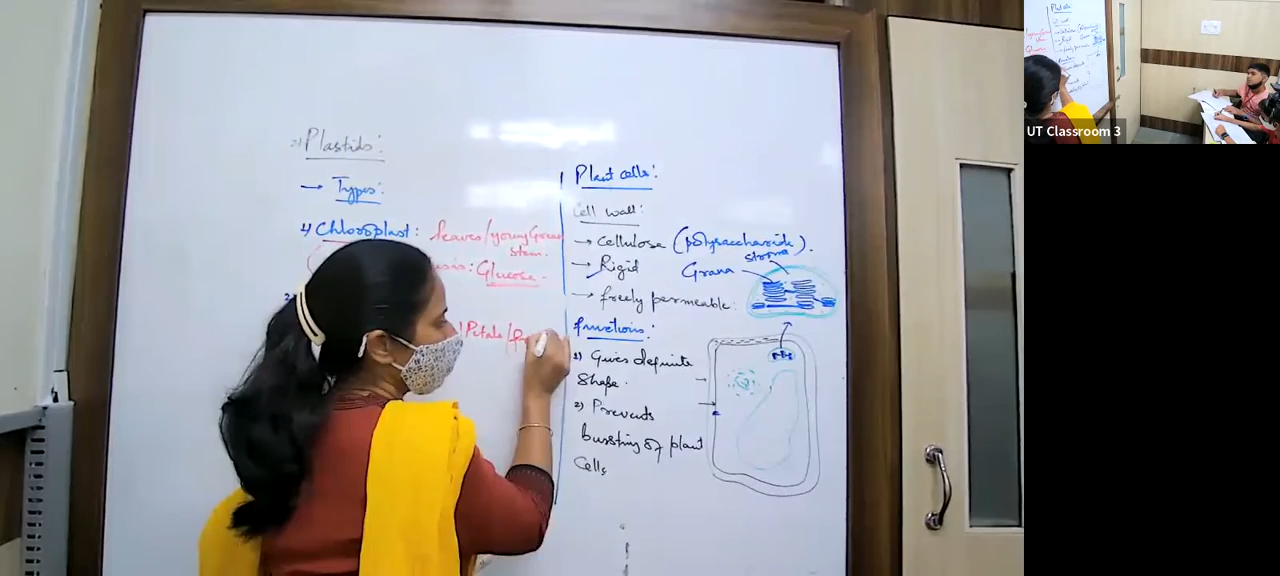 Plastids:
→ Types:
1) Chloroplast: leaves/young Green
stem.
Glucose.
Petals/
Plant cells:
Cell wall:
→ Cellulose (polysaccharide).
→ Rigid
→ freely permeable:
stroma
Grana
functions:
1) Gives definite
shape.
2) Prevents
bursting of plant
Cells
UT Classroom 3